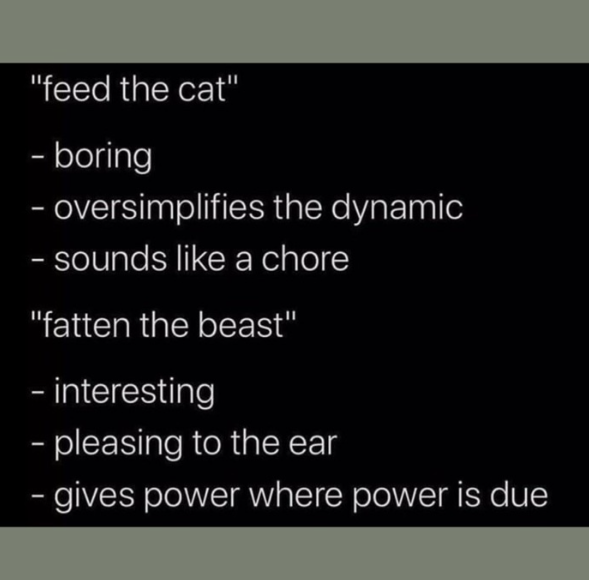 "feed the cat"
- boring
- oversimplifies the dynamic
- sounds like a chore
"fatten the beast"
- interesting
- pleasing to the ear
- gives power where power is due